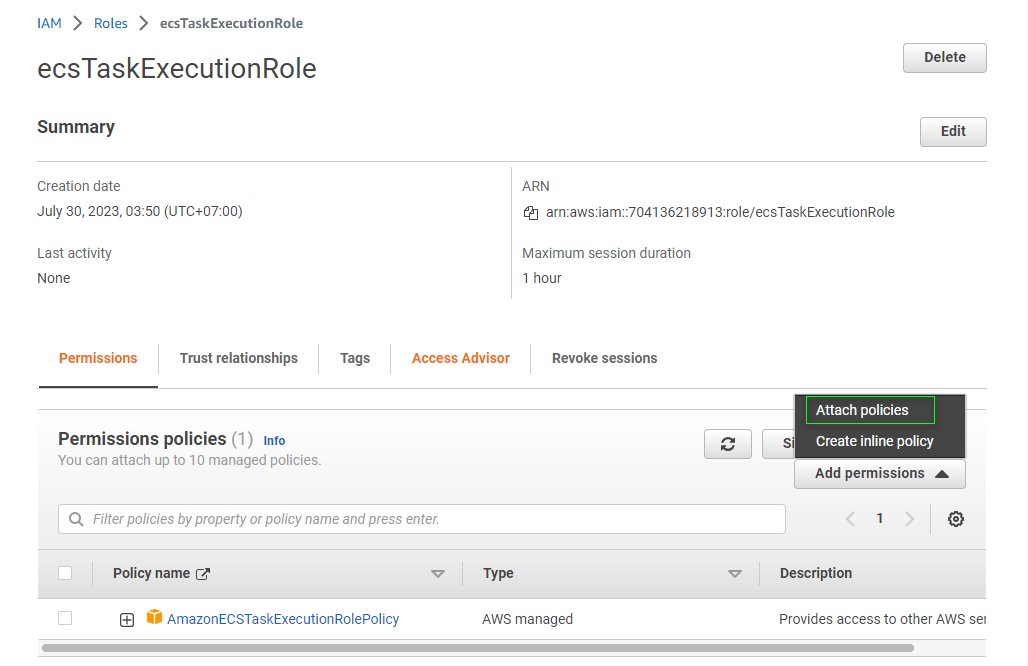 IAM > Roles > ecsTaskExecutionRole
ecsTaskExecutionRole
Delete
Summary
Edit
Creation date
July 30, 2023, 03:50 (UTC+07:00)
ARN
arn:aws:iam::704136218913:role/ecsTaskExecutionRole
Last activity
None
Maximum session duration
1 hour
Permissions Trust relationships Tags Access Advisor Revoke sessions
Attach policies
Create inline policy
Permissions policies (1) Info
You can attach up to 10 managed policies.
Si
Add permissions
Filter policies by property or policy name and press enter.
1
Policy name Type Description
AmazonECSTaskExecutionRolePolicy AWS managed Provides access to other AWS ser